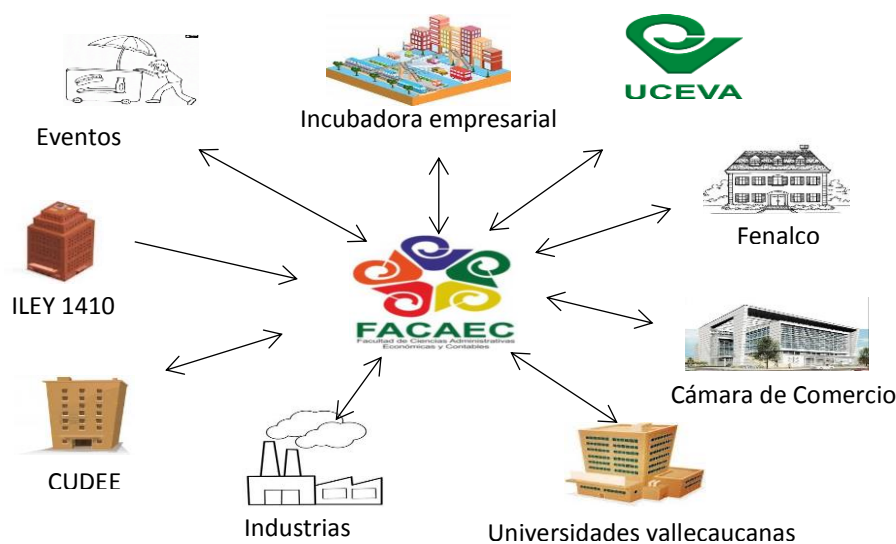 UCEVA
Incubadora empresarial
Eventos
Fenalco
ILEY 1410
FACAEC
Facultad de Ciencias Administrativas
Económicas y Contables
Cámara de Comercio
CUDEE
Industrias
Universidades vallecaucanas